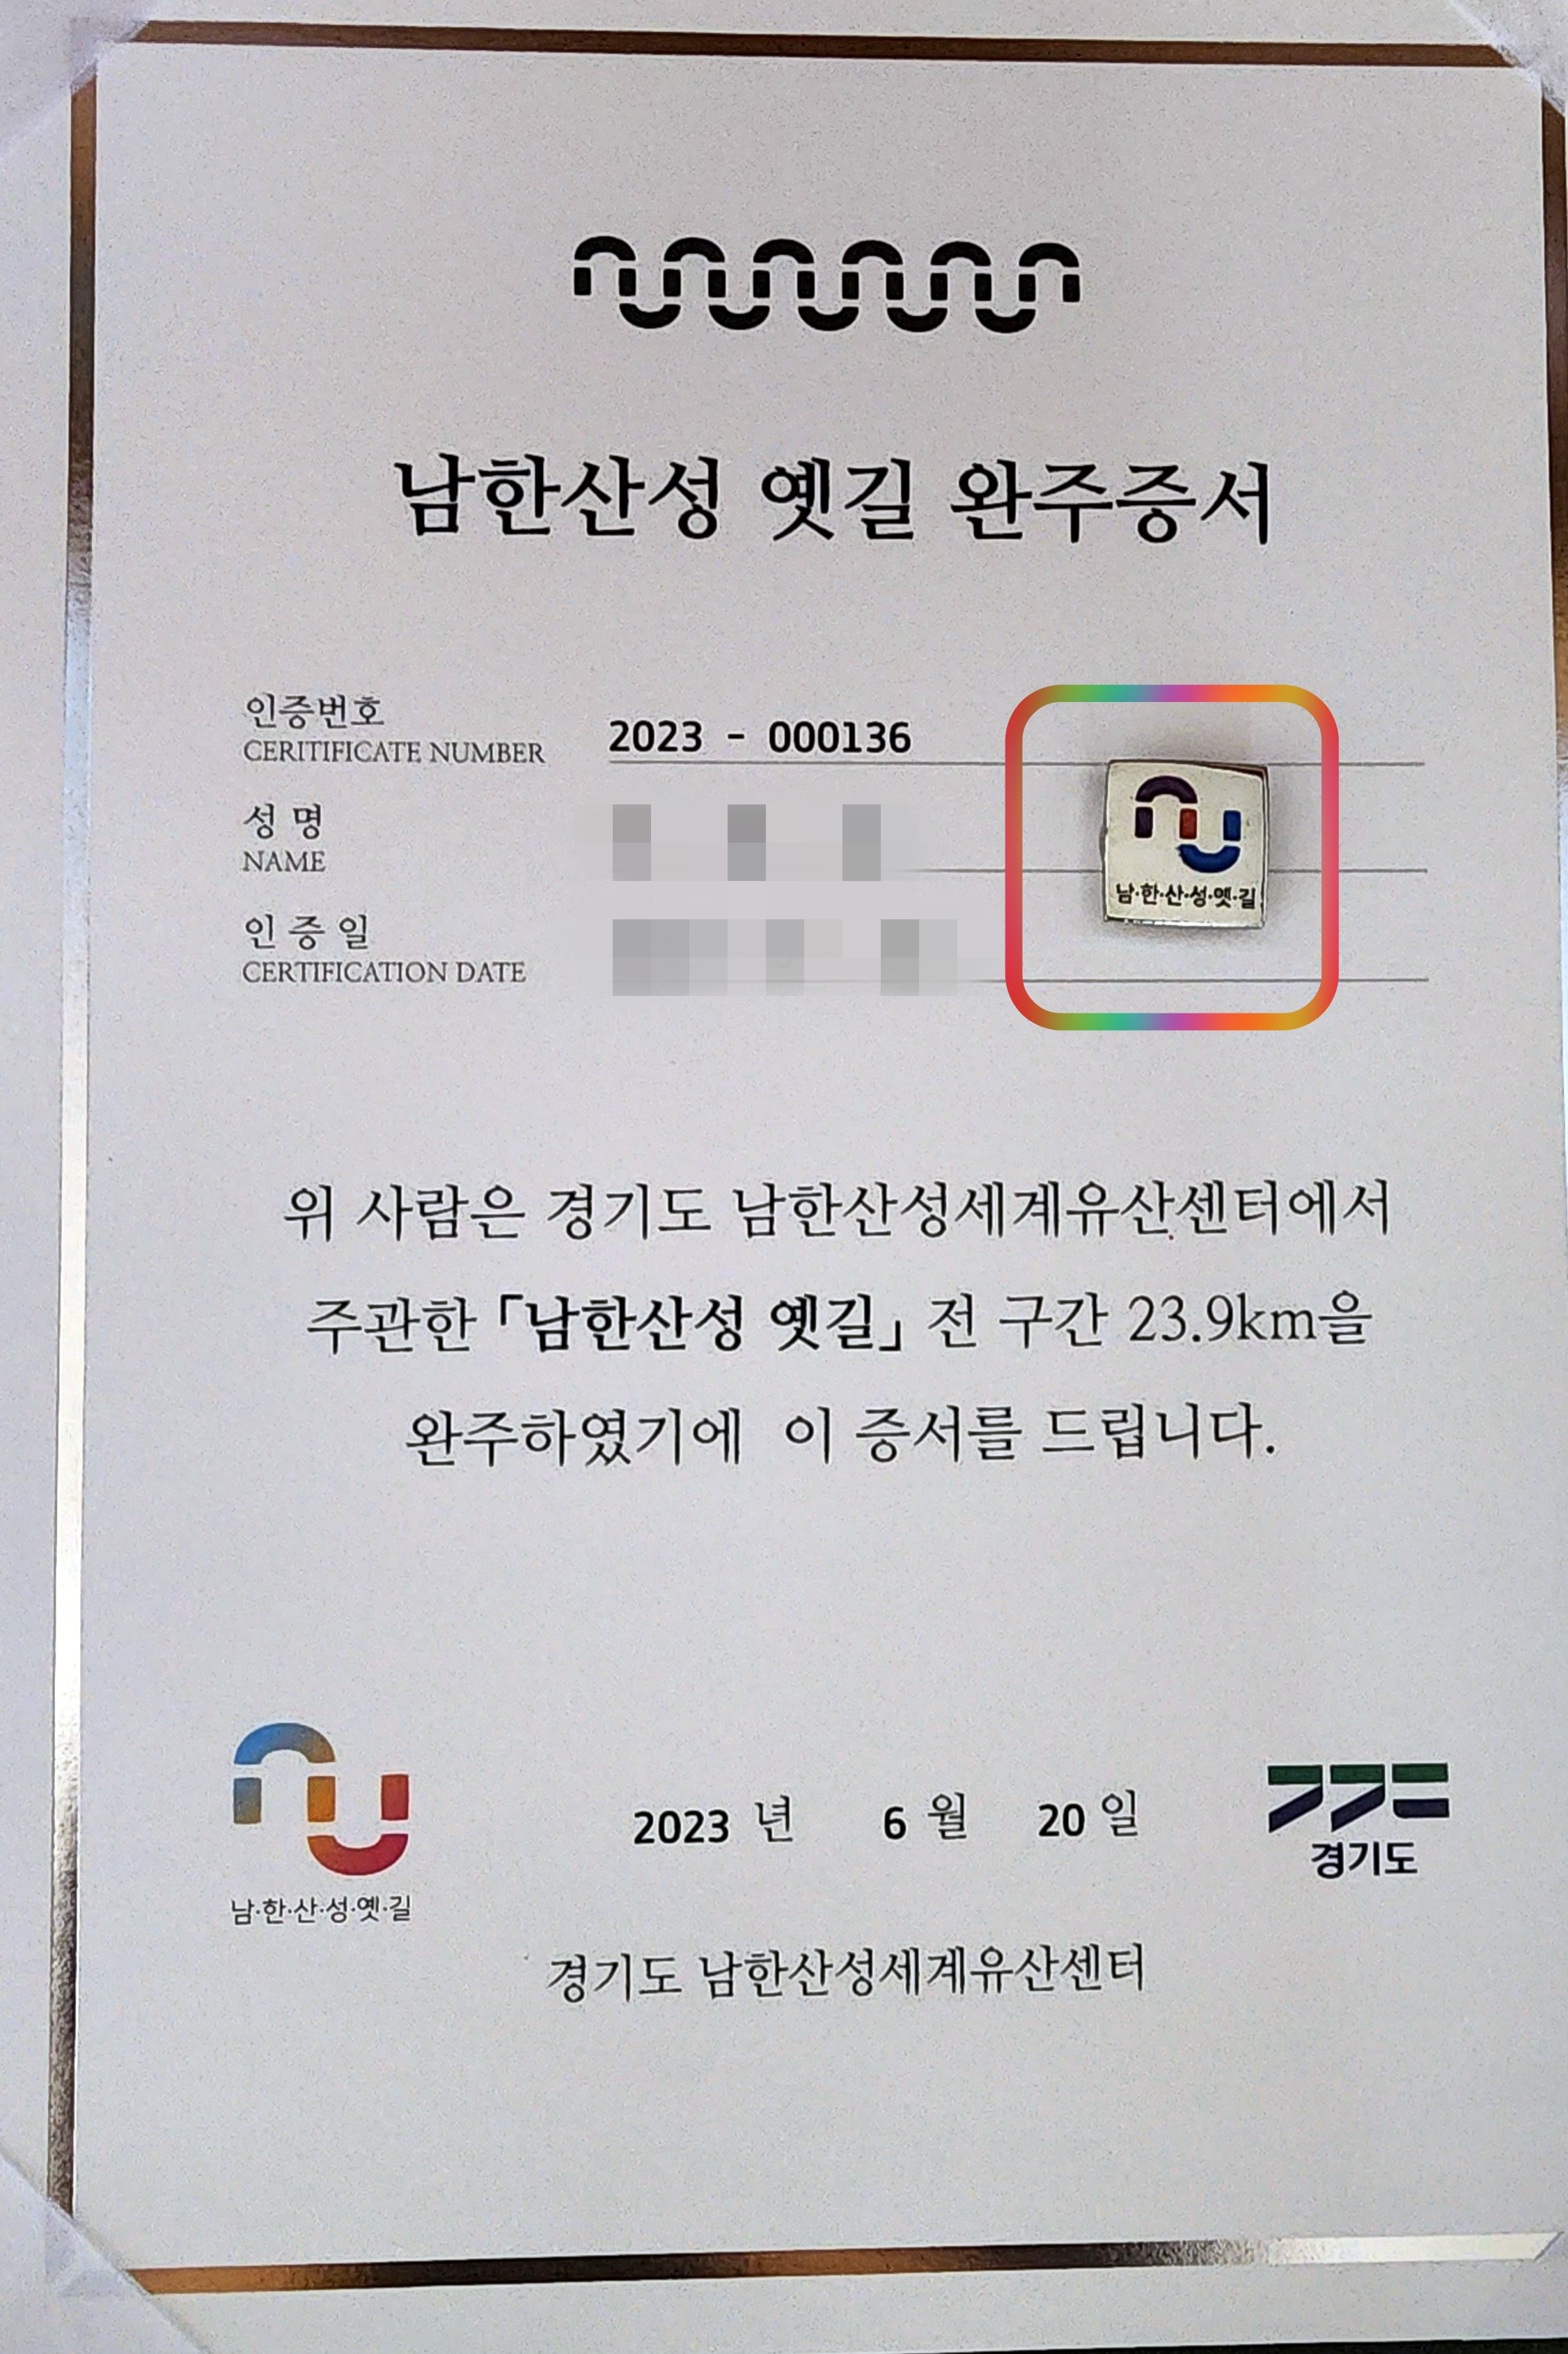 남한산성 옛길 완주증서
인증번호
CERITIFICATE NUMBER
2023 - 000136
성 명
NAME
인 증 일
CERTIFICATION DATE
남·한·산·성·옛·길
위 사람은 경기도 남한산성세계유산센터에서
주관한 「남한산성 옛길」 전 구간 23.9km을
완주하였기에 이 증서를 드립니다.
남·한·산·성·옛·길
2023 년 6 월 20 일
경기도
경기도 남한산성세계유산센터